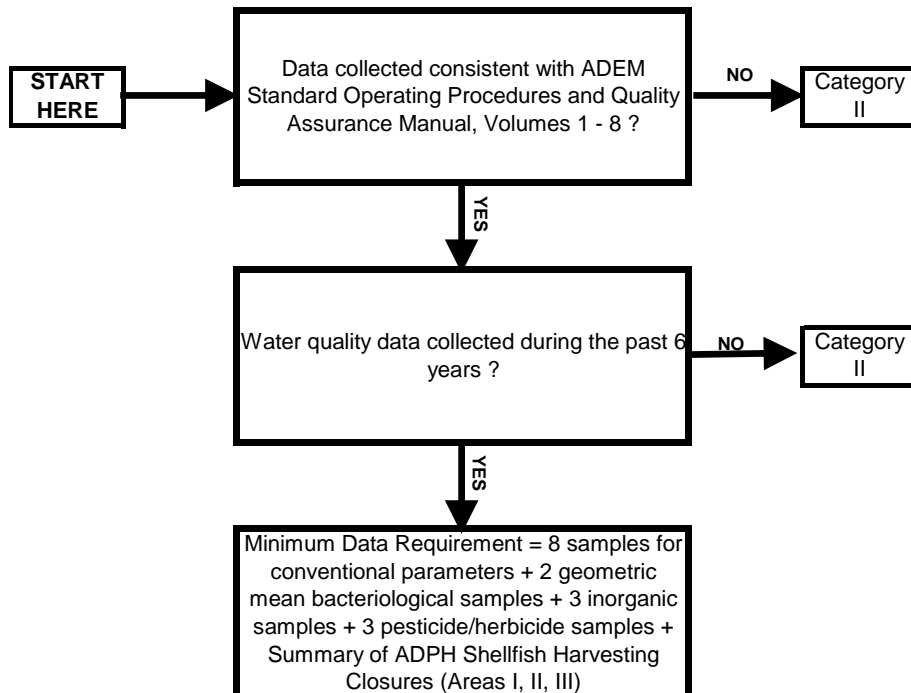 START
HERE
Data collected consistent with ADEM
Standard Operating Procedures and Quality
Assurance Manual, Volumes 1 - 8 ?
NO
Category
II
YES
Water quality data collected during the past 6
years ?
NO
Category
II
YES
Minimum Data Requirement = 8 samples for
conventional parameters + 2 geometric
mean bacteriological samples + 3 inorganic
samples + 3 pesticide/herbicide samples +
Summary of ADPH Shellfish Harvesting
Closures (Areas I, II, III)